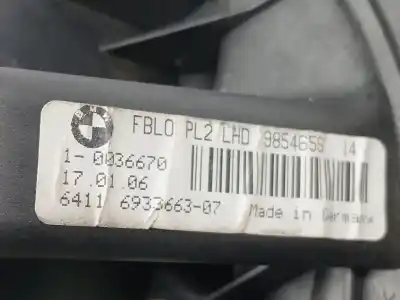 FBLO PL2 LHD 9854659 14
1-0036670
17.01.06
6411 6933663-07 Made in Germany